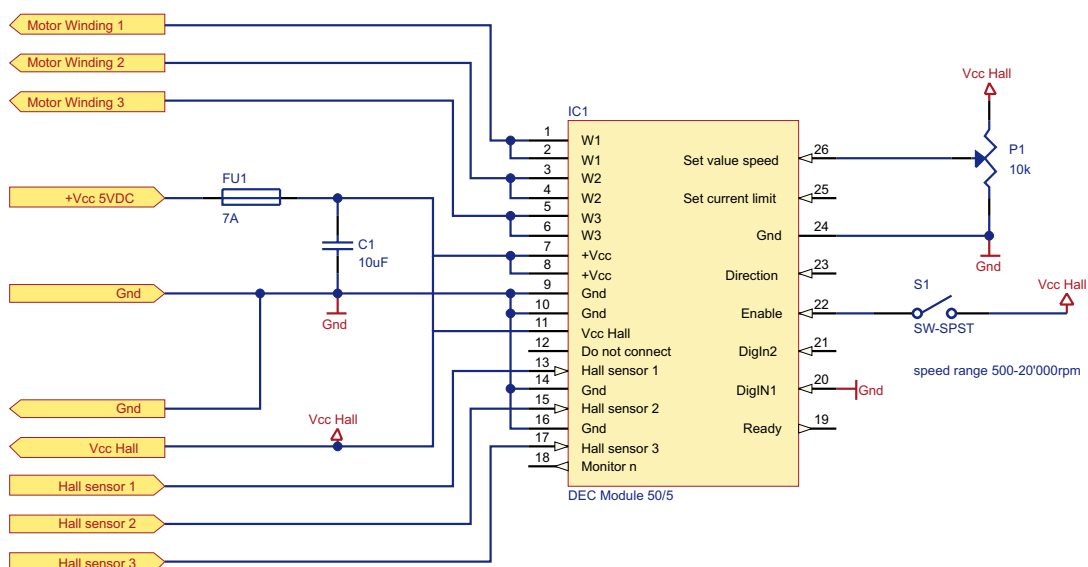 Motor Winding 1
Motor Winding 2
Motor Winding 3
+Vcc 5VDC
FU1
7A
C1
10uF
Gnd
Gnd
Gnd
Vcc Hall
Vcc Hall
Hall sensor 1
Hall sensor 2
Hall sensor 3
IC1
1 W1
2 W1
3 W2
4 W2
5 W3
6 W3
7 +Vcc
8 +Vcc
9 Gnd
10 Gnd
11 Vcc Hall
12 Do not connect
13 Hall sensor 1
14 Gnd
15 Hall sensor 2
16 Gnd
17 Hall sensor 3
18 Monitor n
DEC Module 50/5
Set value speed 26
Set current limit 25
Gnd 24
Direction 23
Enable 22
DigIn2 21
DigIN1 20
Gnd
Ready 19
Vcc Hall
P1
10k
Gnd
S1
SW-SPST
Vcc Hall
speed range 500-20'000rpm